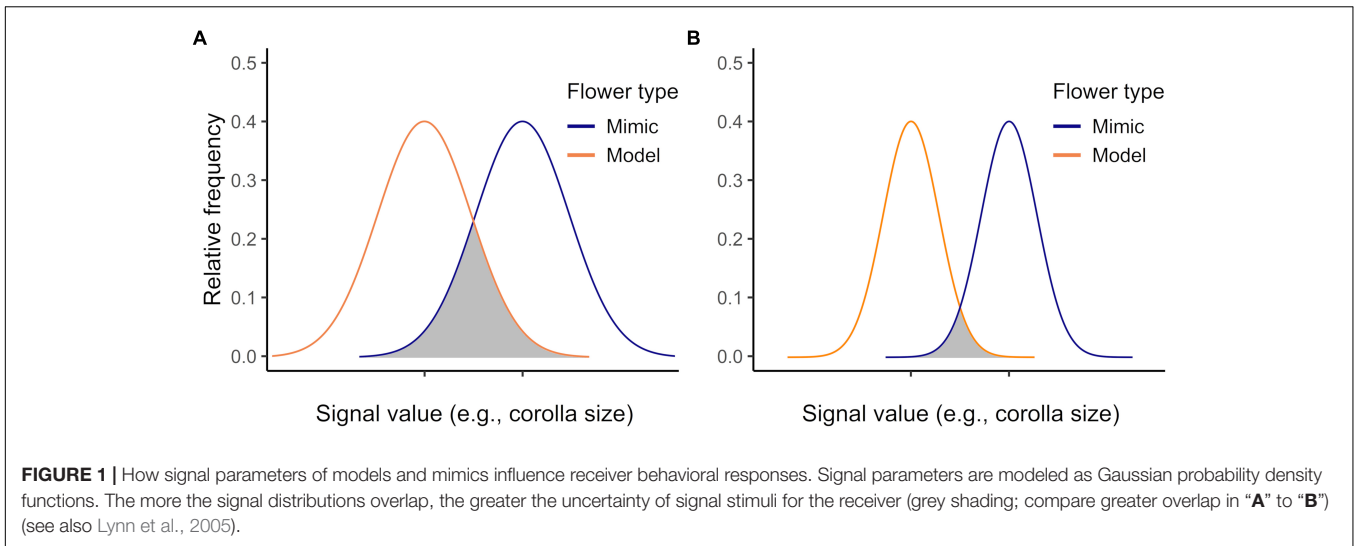 A
B
0.5
0.4
0.3
0.2
0.1
0.0
Relative frequency
Flower type
Mimic
Model
Signal value (e.g., corolla size)
0.5
0.4
0.3
0.2
0.1
0.0
Flower type
Mimic
Model
Signal value (e.g., corolla size)
FIGURE 1 | How signal parameters of models and mimics influence receiver behavioral responses. Signal parameters are modeled as Gaussian probability density
functions. The more the signal distributions overlap, the greater the uncertainty of signal stimuli for the receiver (grey shading; compare greater overlap in “A” to “B”)
(see also Lynn et al., 2005).